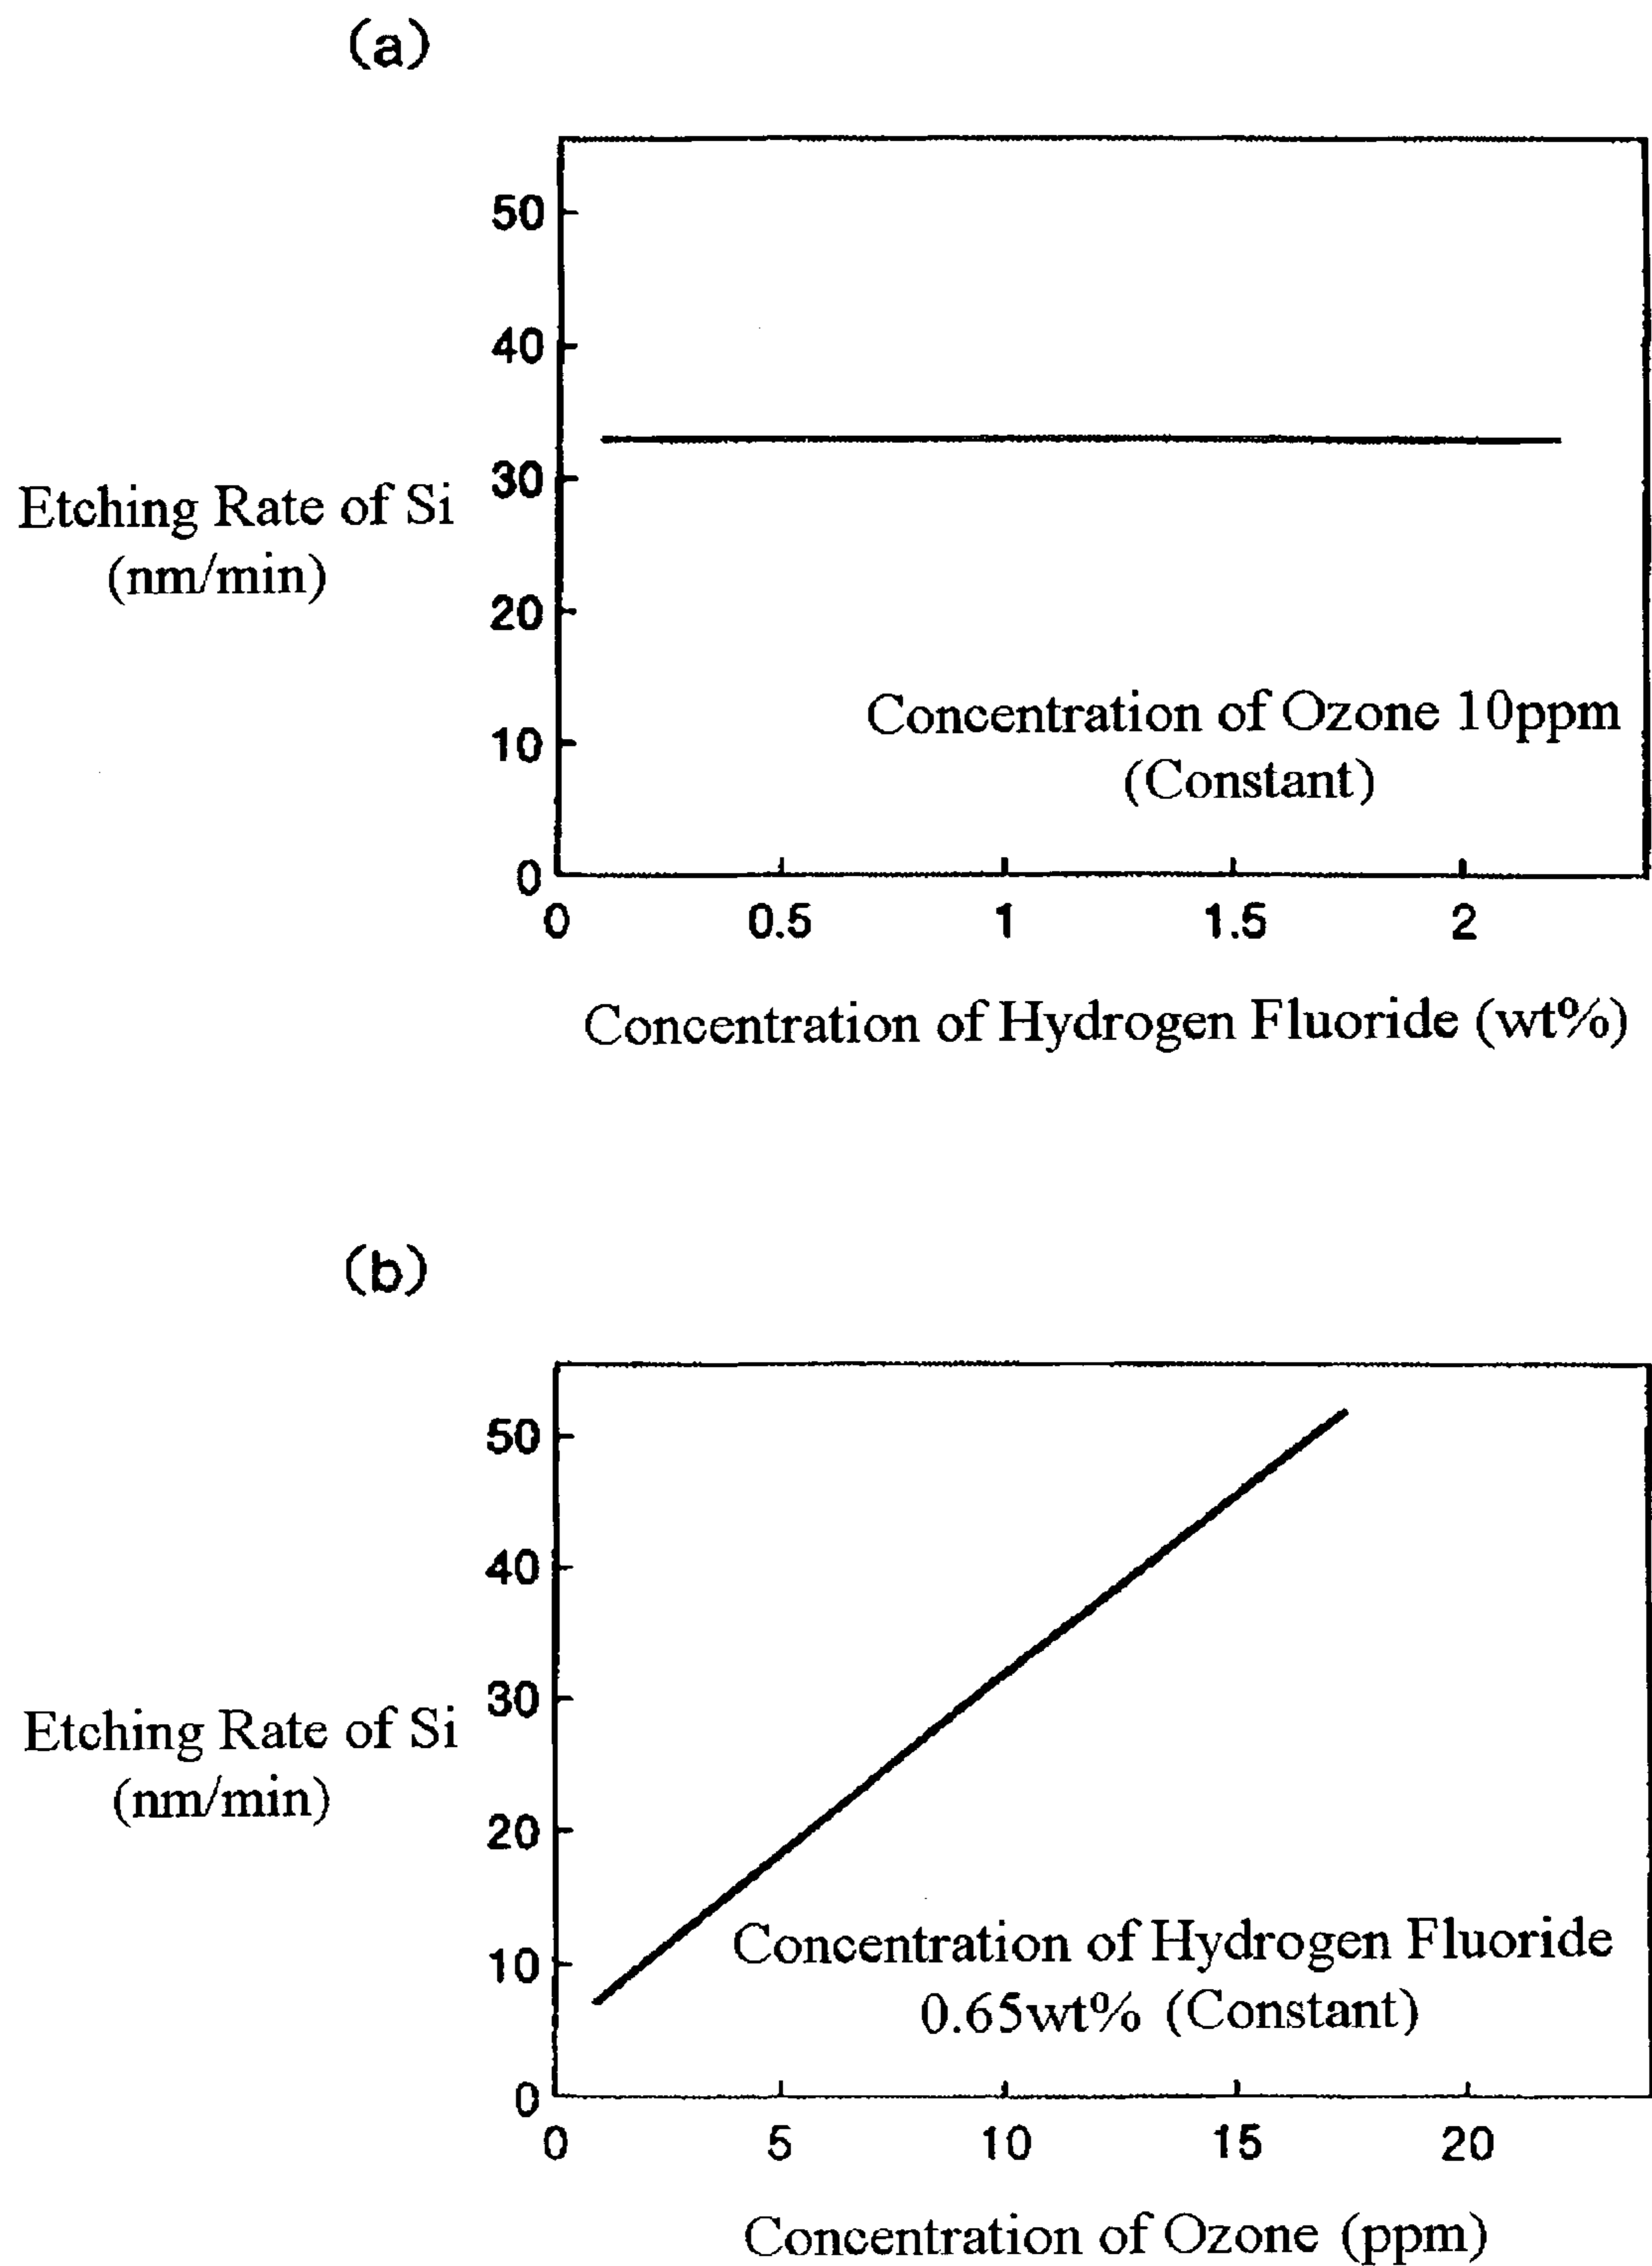 (a)
50
40
30
20
10
0
Etching Rate of Si
(nm/min)
Concentration of Ozone 10ppm
(Constant)
0 0.5 1 1.5 2
Concentration of Hydrogen Fluoride (wt%)
(b)
50
40
30
20
10
0
Etching Rate of Si
(nm/min)
Concentration of Hydrogen Fluoride
0.65wt% (Constant)
0 5 10 15 20
Concentration of Ozone (ppm)